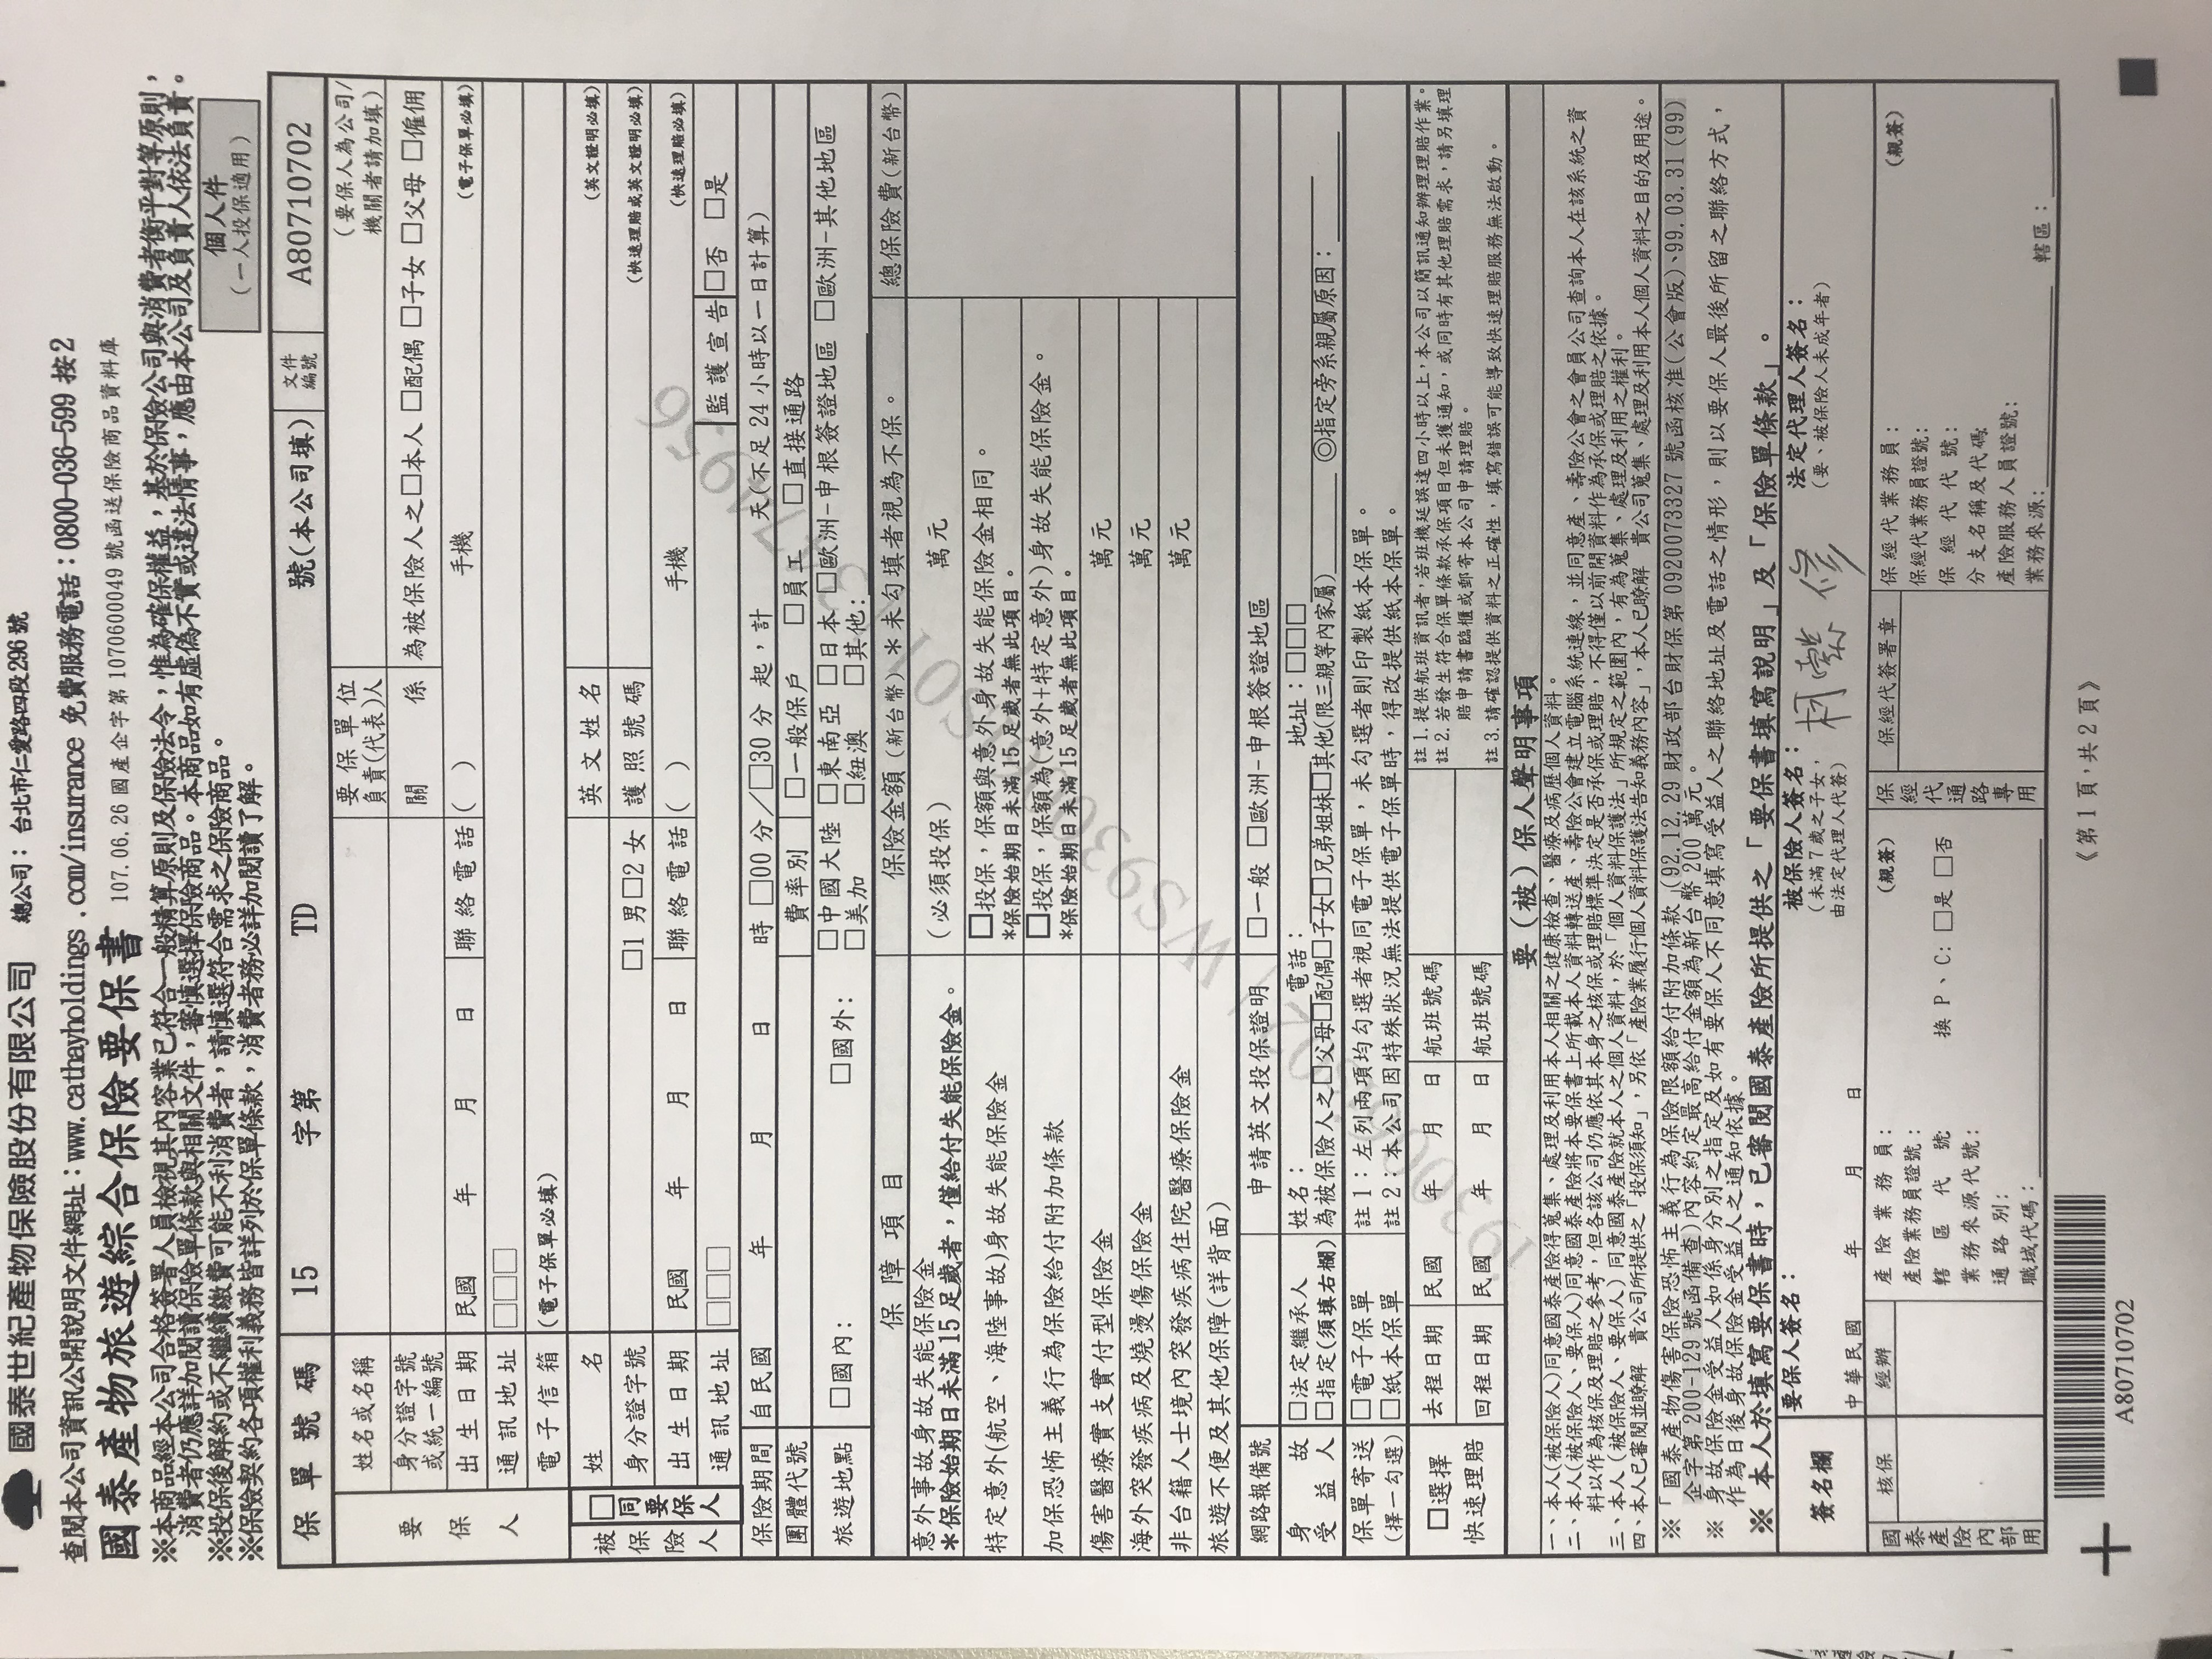 國泰世紀產物保險股份有限公司 總公司：台北市仁愛路四段296號
查閱本公司資訊公開說明文件網址：www.cathayholdings.com/insurance 免費服務電話：0800-036-599 按2
國泰產物旅遊綜合保險要保書 107.06.26 國產企字第1070600049號函送保險商品資料庫
※本商品經本公司合格簽署人員檢視其內容業已符合一般精算原則及保險法令，惟為確保權益，基於保險公司與消費者衡平對等原則，
消費者仍應詳加閱讀保險單條款與相關文件，審慎選擇保險商品。本商品如有虛偽不實或違法情事，應由本公司及負責人依法負責。
※投保後解約或不繼續繳費可能不利消費者，請慎選符合需求之保險商品。
※保險契約各項權利義務皆詳列於保單條款，消費者務必詳加閱讀了解。
個人件
（一人投保適用）
保單號碼 15 字第 TD 號(本公司填) 文件編號 A80710702
要保人
姓名或名稱 要保單位負責(代表)人 （要保人為公司/機關者請加填）
身分證字號或統一編號 關係 為被保險人之□本人 □配偶 □子女 □父母 □僱佣
出生日期 民國 年 月 日 聯絡電話 ( ) 手機 (電子保單必填)
通訊地址 □□□
電子信箱 (電子保單必填)
被保險人 □同要保人
姓名 英文姓名 (英文證明必填)
身分證字號 □1男□2女 護照號碼 (快速理賠或英文證明必填)
出生日期 民國 年 月 日 聯絡電話 ( ) 手機 (快速理賠必填)
通訊地址 □□□ 監護宣告 □否 □是
保險期間 自民國 年 月 日 時 □00分／□30分 起，計 天(不足24小時以一日計算)
團體代號 費率別 □一般保戶 □員工 □直接通路
旅遊地點 □國內: □國外: □中國大陸 □東南亞 □日本 □歐洲-申根簽證地區 □歐洲-其他地區
□美加 □紐澳 □其他:
保障項目 保險金額（新台幣）＊未勾填者視為不保。 總保險費(新台幣)
意外事故身故失能保險金
＊保險始期日未滿15足歲者，僅給付失能保險金。 （必須投保） 萬元
特定意外(航空、海陸事故)身故失能保險金 □投保，保額與意外身故失能保險金相同。
*保險始期日未滿15足歲者無此項目。
加保恐怖主義行為保險給付附加條款 □投保，保額為(意外+特定意外)身故失能保險金。
*保險始期日未滿15足歲者無此項目。
傷害醫療實支實付型保險金 萬元
海外突發疾病及燒燙傷保險金 萬元
非台籍人士境內突發疾病住院醫療保險金 萬元
旅遊不便及其他保障(詳背面)
網路報備號 申請英文投保證明 □一般 □歐洲-申根簽證地區
身故受益人 □法定繼承人 姓名： 電話： 地址：□□□
□指定(須填右欄) 為被保險人之□父母□配偶□子女□兄弟姐妹□其他(限三親等內家屬) ◎指定旁系親屬原因：
保單寄送 □電子保單 註1：左列兩項均勾選者視同電子保單，未勾選者則印製紙本保單。
(擇一勾選) □紙本保單 註2：本公司因特殊狀況無法提供電子保單時，得改提供紙本保單。
□選擇快速理賠
去程日期 民國 年 月 日 航班號碼
回程日期 民國 年 月 日 航班號碼
註1.提供航班資訊者，若班機延誤達四小時以上，本公司以簡訊通知辦理理賠作業。
註2.若發生符合保單條款承保項目但未獲通知，或同時有其他理賠需求，請另填理
賠申請書臨櫃或郵寄本公司申請理賠。
註3.請確認提供資料之正確性，填寫錯誤可能導致快速理賠服務無法啟動。
要（被）保人聲明事項
一、本人(被保險人)同意國泰產險得蒐集、處理及利用本人相關之健康檢查、醫療及病歷個人資料。
二、本人(被保險人、要保人)同意國泰產險將本要保書上所載本人資料轉送產、壽險公會建立電腦系統連線，並同意產、壽險公會之會員公司查詢本人在該系統之資
料以作為核保及理賠之參考，但各該公司仍應依其本身之核保或理賠標準決定是否承保或理賠，不得僅以前開資料作為承保或理賠之依據。
三、本人（被保險人、要保人）同意國泰產險就本人之個人資料，於「個人資料保護法」所規定之範圍內，有為蒐集、處理及利用之權利。
四、本人已審閱並瞭解 貴公司所提供之「投保須知」，另依「產險業履行個人資料保護法告知義務內容」，本人已瞭解 貴公司蒐集、處理及利用本人個人資料之目的及用途。
※「國泰產物傷害保險恐怖主義行為保險限額給付附加條款」(92.12.29財政部台財保第0920073327號函核准(公會版)、99.03.31(99)
企字第200-129號函備查)內容約定最高給付金額為新台幣200萬元。
※ 身故保險金受益人如係身分別之指定及如有要保人不同意填寫受益人之聯絡地址及電話之情形，則以要保人最後所留之聯絡方式，
作為日後身故保險金受益人之通知依據。
※ 本人於填寫要保書時，已審閱國泰產險所提供之「要保書填寫說明」及「保險單條款」。
簽名欄 要保人簽名： 被保險人簽名： 法定代理人簽名：
(未滿7歲之子女，由法定代理人代簽) 柯 修 (要、被保險人未成年者)
中華民國 年 月 日
國泰產險內部用 核保 經辦
產險業務員: (親簽)
產險業務員證號：
轄區代號 換 P、C: □是 □否
業務來源代號：
通路別:
職域代碼：
保經代通路專用 保經代簽署章
保經代業務員: (親簽)
保經代業務員證號:
保經代代號:
分支名稱及代碼
產險服務人員證號:
業務來源: 轄區：
A80710702
《第1頁，共2頁》